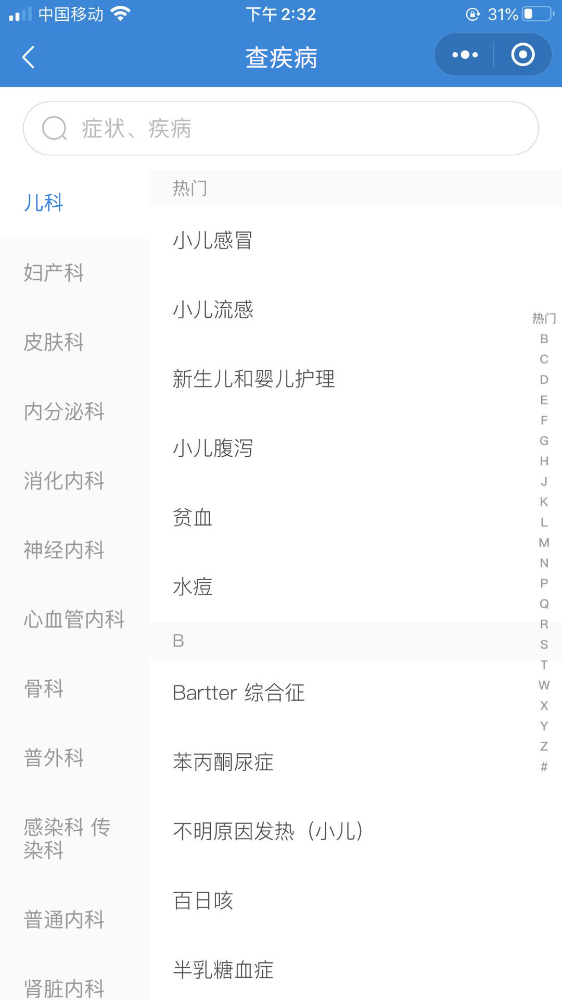 中国移动
下午 2:32
31%
查疾病
症状、疾病
儿科
妇产科
皮肤科
内分泌科
消化内科
神经内科
心血管内科
骨科
普外科
感染科 传
染科
普通内科
肾脏内科
热门
小儿感冒
小儿流感
新生儿和婴儿护理
小儿腹泻
贫血
水痘
B
Bartter 综合征
苯丙酮尿症
不明原因发热（小儿）
百日咳
半乳糖血症
热门
B
C
D
E
F
G
H
J
K
L
M
N
P
Q
R
S
T
W
X
Y
Z
#